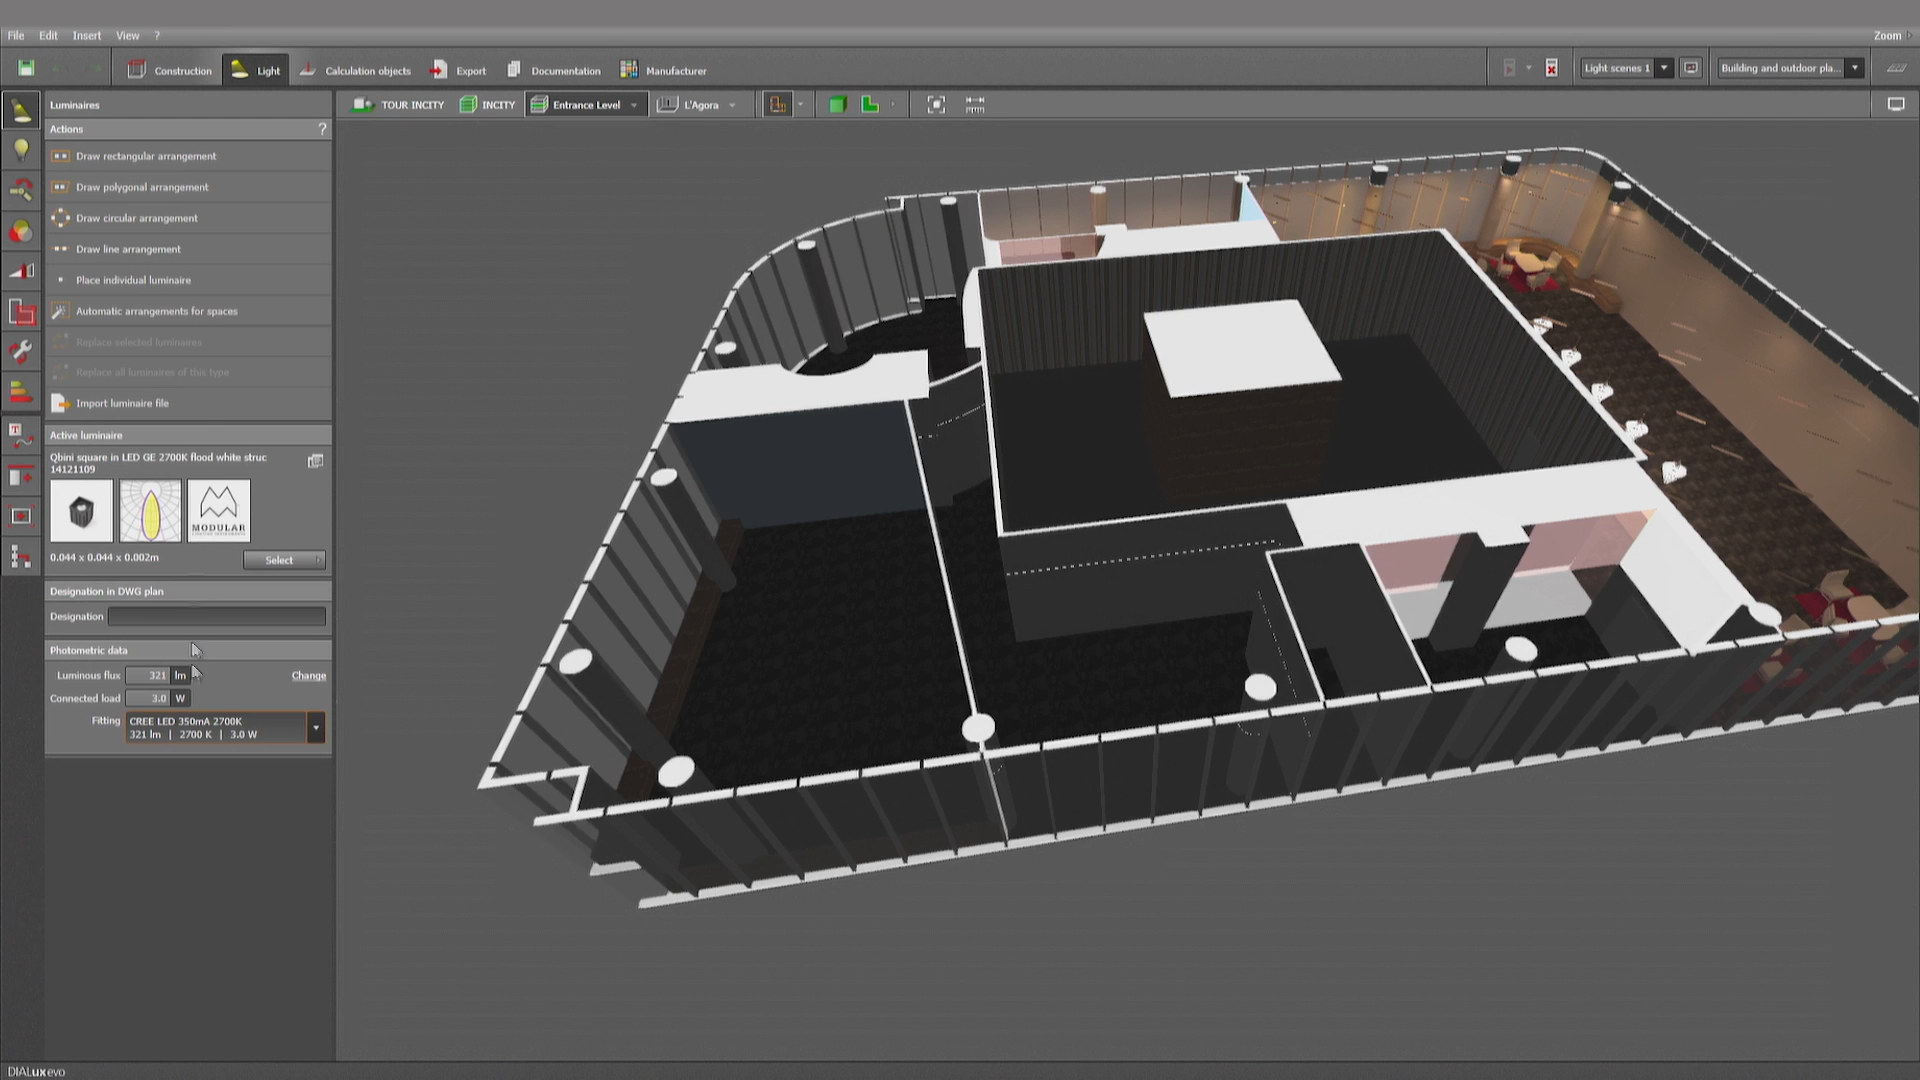 File Edit Insert View ?
Zoom
Construction Light Calculation objects Export Documentation Manufacturer
Light scenes 1 Building and outdoor pla...
Luminaires
TOUR INCITY INCITY Entrance Level L'Agora
Actions ?
Draw rectangular arrangement
Draw polygonal arrangement
Draw circular arrangement
Draw line arrangement
Place individual luminaire
Automatic arrangements for spaces
Replace selected luminaires
Replace all luminaires of this type
Import luminaire file
Active luminaire
Qbini square in LED GE 2700K flood white struc
14121109
MODULAR
0.044 x 0.044 x 0.002m
Select
Designation in DWG plan
Designation
Photometric data
Luminous flux 321 lm Change
Connected load 3.0 W
Fitting CREE LED 350mA 2700K
321 lm | 2700 K | 3.0 W
DIALux evo